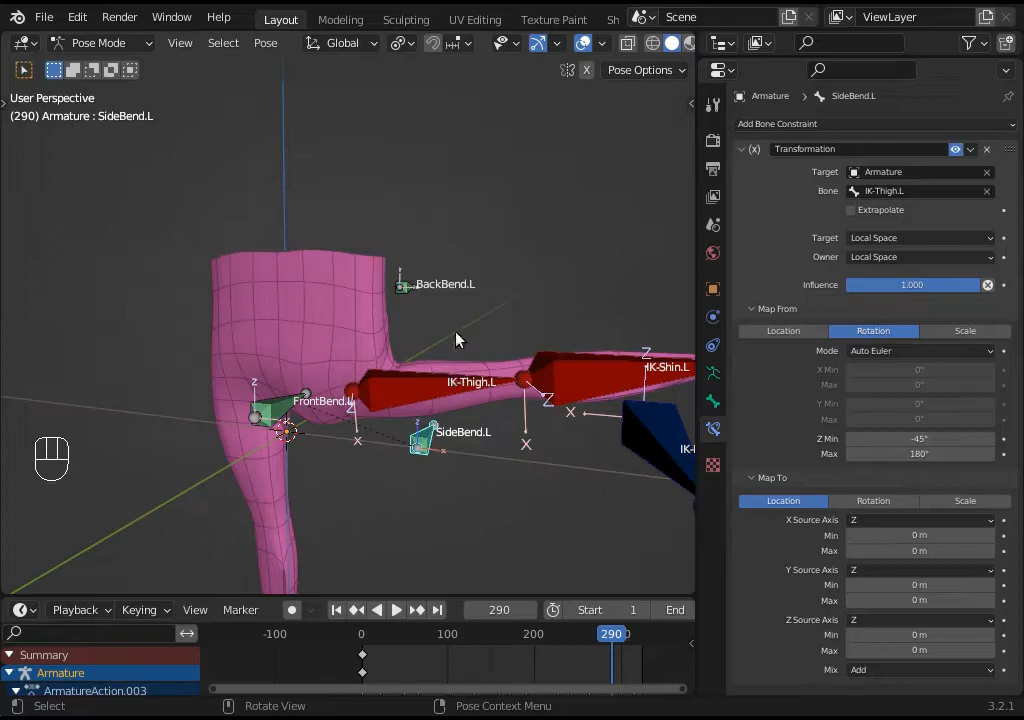 File Edit Render Window Help Layout Modeling Sculpting UV Editing Texture Paint Sh Scene ViewLayer
Pose Mode View Select Pose Global
X Pose Options
User Perspective
(290) Armature : SideBend.L
BackBend.L
IK-Shin.L
IK-Thigh.L
FrontBend.L
SideBend.L
Z
Z
Z
Z
X
X
X
Armature SideBend.L
Add Bone Constraint
Transformation
Target Armature
Bone IK-Thigh.L
Extrapolate
Target Local Space
Owner Local Space
Influence 1.000
Map From
Location Rotation Scale
Mode Auto Euler
X Min 0°
Max 0°
Y Min 0°
Max 0°
Z Min -45°
Max 180°
Map To
Location Rotation Scale
X Source Axis Z
Min 0 m
Max 0 m
Y Source Axis Z
Min 0 m
Max 0 m
Z Source Axis Z
Min 0 m
Max 0 m
Mix Add
Playback Keying View Marker 290 Start 1 End
-100 0 100 200 290
Summary
Armature
ArmatureAction.003
Select Rotate View Pose Context Menu 3.2.1